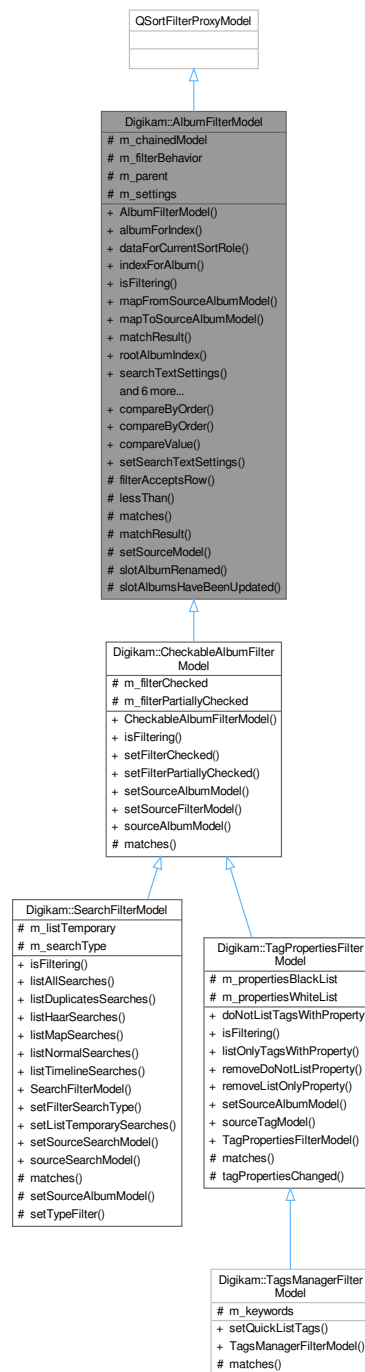 QSortFilterProxyModel
Digikam::AlbumFilterModel
# m_chainedModel
# m_filterBehavior
# m_parent
# m_settings
+ AlbumFilterModel()
+ albumForIndex()
+ dataForCurrentSortRole()
+ indexForAlbum()
+ isFiltering()
+ mapFromSourceAlbumModel()
+ mapToSourceAlbumModel()
+ matchResult()
+ rootAlbumIndex()
+ searchTextSettings()
and 6 more...
+ compareByOrder()
+ compareByOrder()
+ compareValue()
+ setSearchTextSettings()
# filterAcceptsRow()
# lessThan()
# matches()
# matchResult()
# setSourceModel()
# slotAlbumRenamed()
# slotAlbumsHaveBeenUpdated()
Digikam::CheckableAlbumFilter
Model
# m_filterChecked
# m_filterPartiallyChecked
+ CheckableAlbumFilterModel()
+ isFiltering()
+ setFilterChecked()
+ setFilterPartiallyChecked()
+ setSourceAlbumModel()
+ setSourceFilterModel()
+ sourceAlbumModel()
# matches()
Digikam::SearchFilterModel
# m_listTemporary
# m_searchType
+ isFiltering()
+ listAllSearches()
+ listDuplicatesSearches()
+ listHaarSearches()
+ listMapSearches()
+ listNormalSearches()
+ listTimelineSearches()
+ SearchFilterModel()
+ setFilterSearchType()
+ setListTemporarySearches()
+ setSourceSearchModel()
+ sourceSearchModel()
# matches()
# setSourceAlbumModel()
# setTypeFilter()
Digikam::TagPropertiesFilter
Model
# m_propertiesBlackList
# m_propertiesWhiteList
+ doNotListTagsWithProperty
+ isFiltering()
+ listOnlyTagsWithProperty()
+ removeDoNotListProperty()
+ removeListOnlyProperty()
+ setSourceAlbumModel()
+ sourceTagModel()
+ TagPropertiesFilterModel()
# matches()
# tagPropertiesChanged()
Digikam::TagsManagerFilter
Model
# m_keywords
+ setQuickListTags()
+ TagsManagerFilterModel()
# matches()